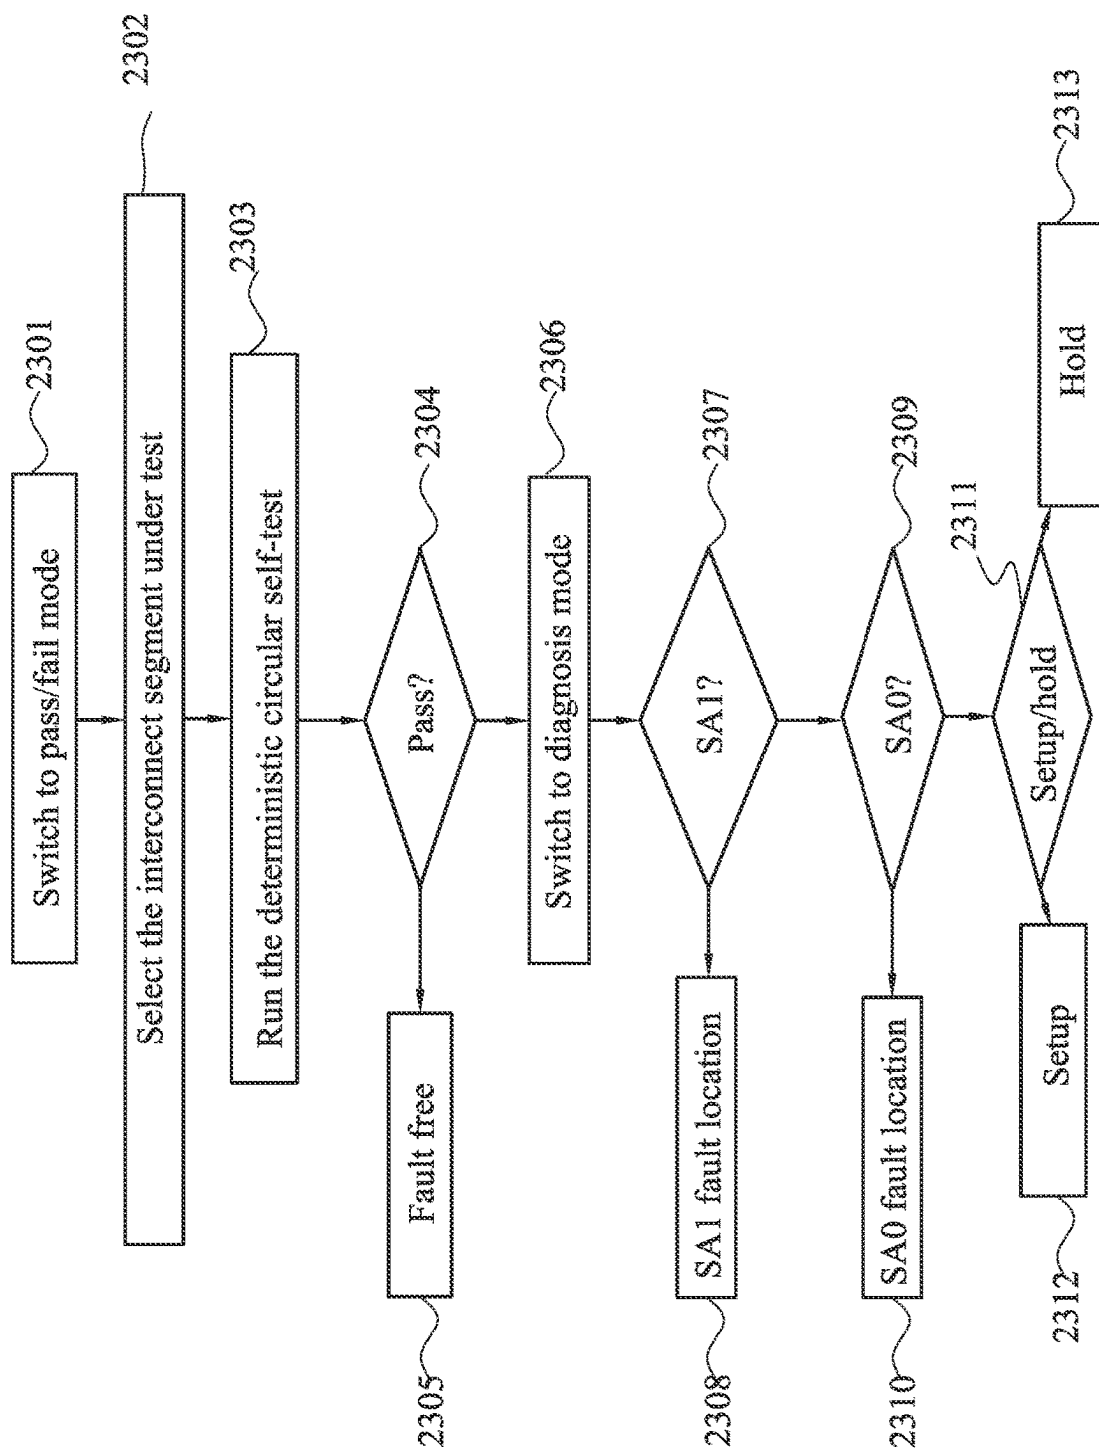 Switch to pass/fail mode
2301
Select the interconnect segment under test
2302
Run the deterministic circular self-test
2303
Pass?
2304
Fault free
2305
Switch to diagnosis mode
2306
SA1?
2307
SA1 fault location
2308
SA0?
2309
SA0 fault location
2310
Setup/hold
2311
Setup
2312
Hold
2313